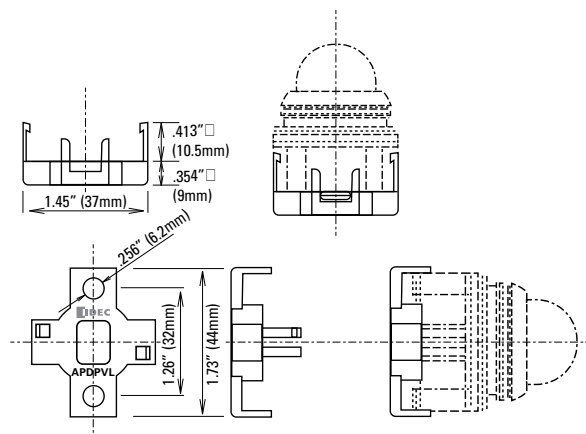 .413"□
(10.5mm)
.354"□
(9mm)
1.45" (37mm)
.256" (6.2mm)
IDEC
APDPVL
1.26" (32mm)
1.73" (44mm)